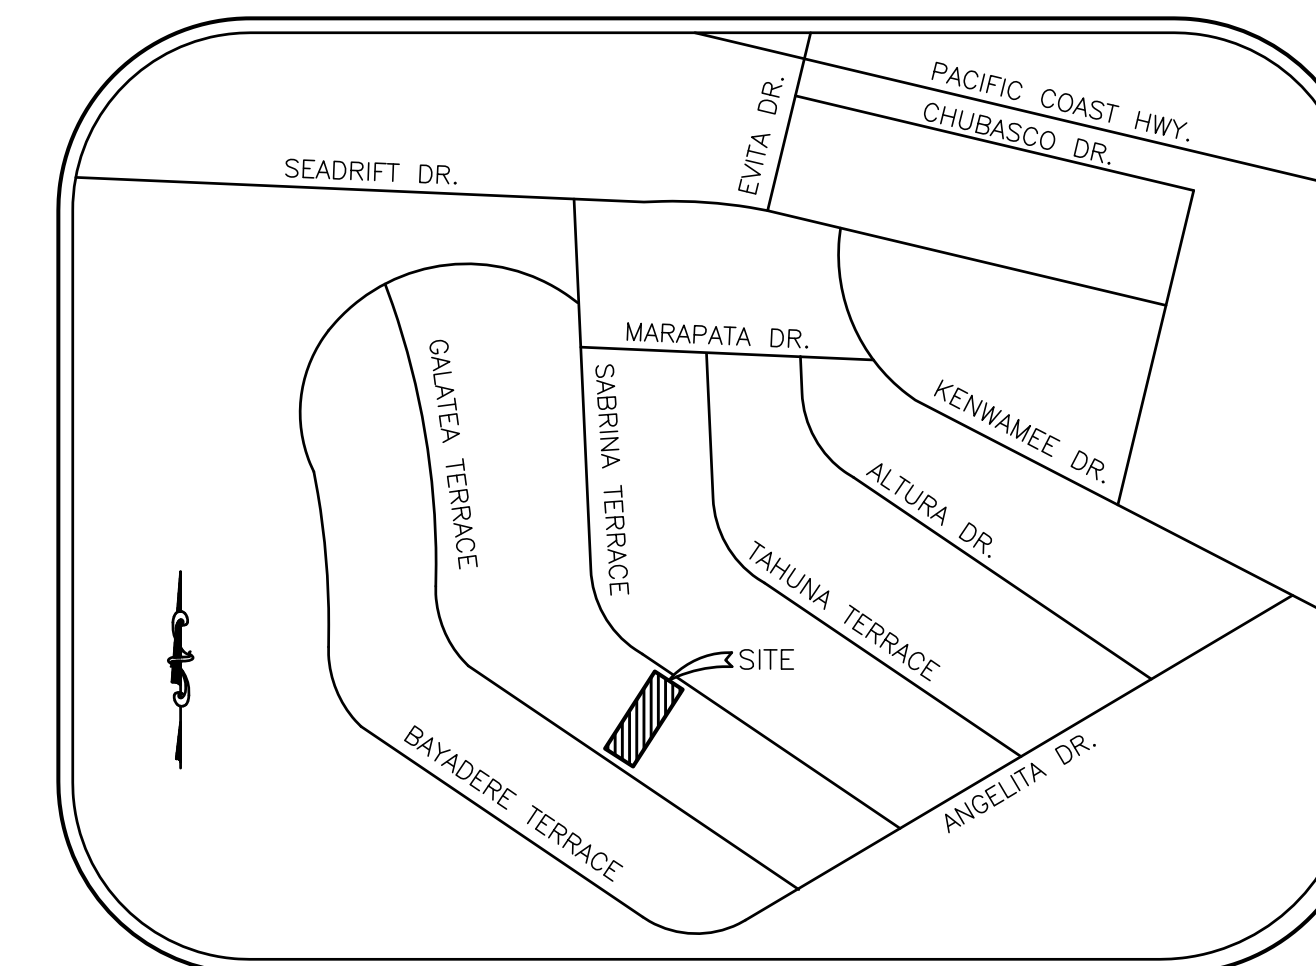 PACIFIC COAST HWY.
CHUBASCO DR.
EVITA DR.
SEADRIFT DR.
MARAPATA DR.
GALATEA TERRACE
SABRINA TERRACE
KENWAMEE DR.
ALTURA DR.
TAHUNA TERRACE
SITE
BAYADERE TERRACE
ANGELITA DR.